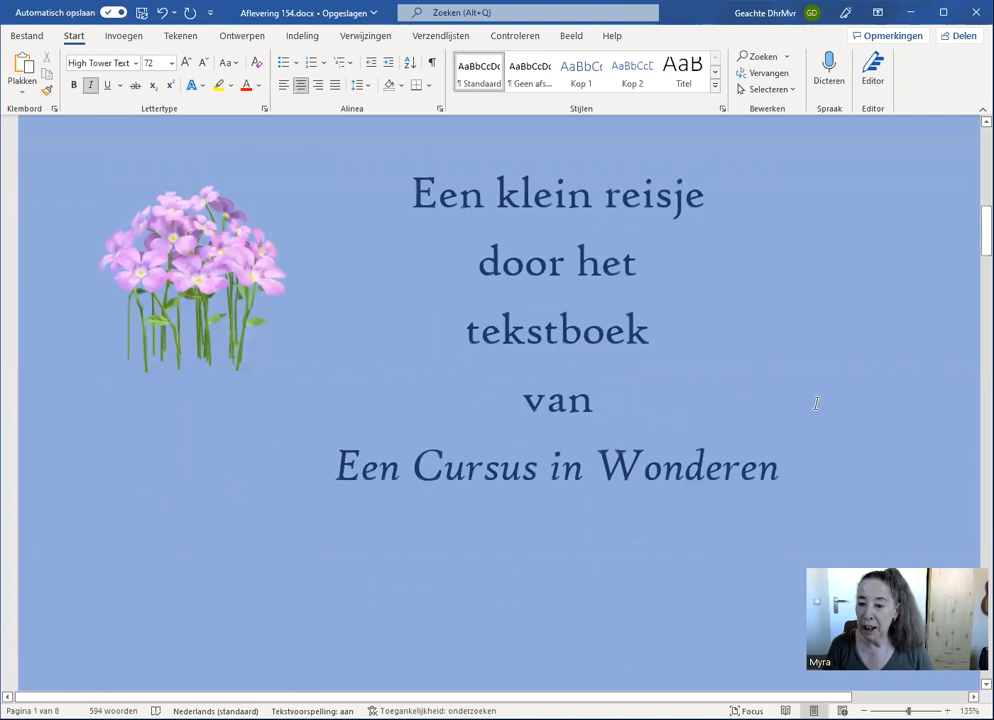 Automatisch opslaan
Aflevering 154.docx • Opgeslagen
Zoeken (Alt+Q)
Geachte DhrMvr GD
Bestand Start Invoegen Tekenen Ontwerpen Indeling Verwijzingen Verzendlijsten Controleren Beeld Help Opmerkingen Delen
High Tower Text 72
Plakken
AaBbCcDc AaBbCcDc AaBbCc AaBbCcD AaB
¶ Standaard ¶ Geen afs... Kop 1 Kop 2 Titel
Zoeken
Vervangen
Selecteren
Dicteren
Editor
Klembord Lettertype Alinea Stijlen Bewerken Spraak Editor
Een klein reisje
door het
tekstboek
van
Een Cursus in Wonderen
Myra
Pagina 1 van 8 594 woorden Nederlands (standaard) Tekstvoorspelling: aan Toegankelijkheid: onderzoeken Focus 135%